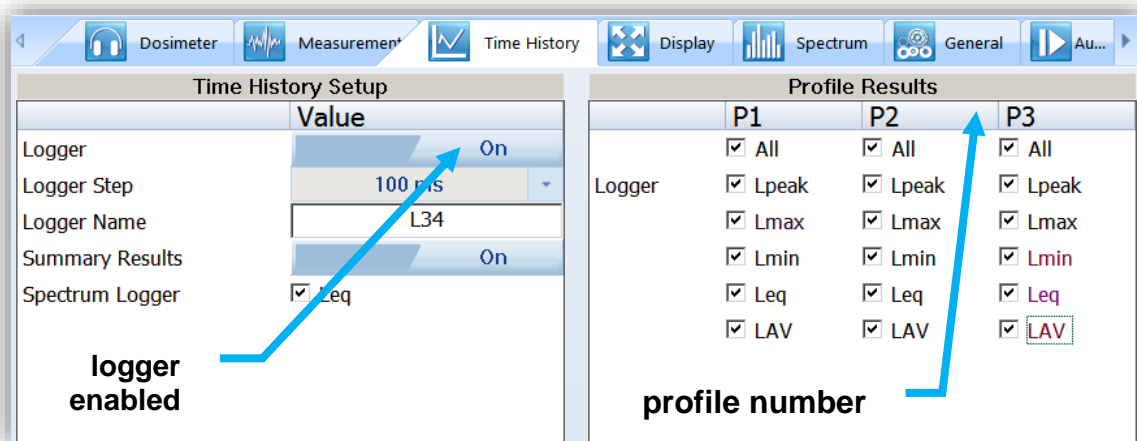 Dosimeter Measurement Time History Display Spectrum General Au...
Time History Setup
Value
Logger On
Logger Step 100 ms
Logger Name L34
Summary Results On
Spectrum Logger Leq
logger
enabled
Profile Results
P1 P2 P3
All All All
Logger Lpeak Lpeak Lpeak
Lmax Lmax Lmax
Lmin Lmin Lmin
Leq Leq Leq
LAV LAV LAV
profile number